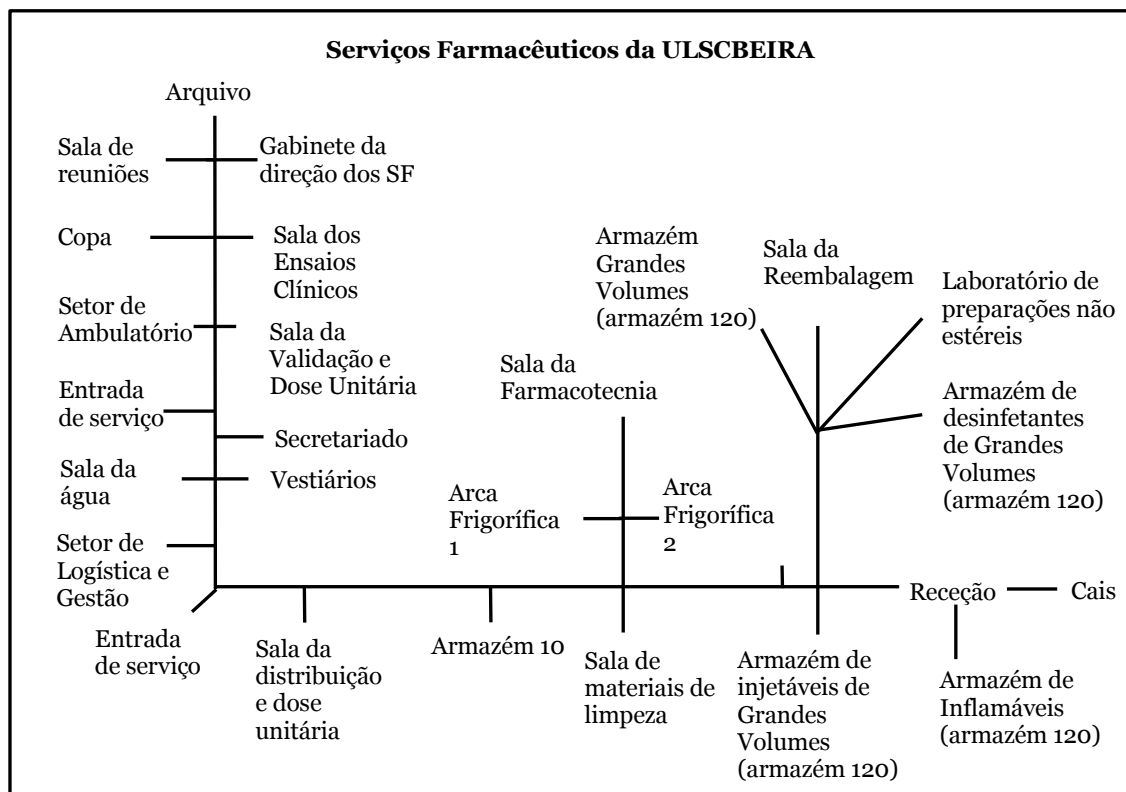 Serviços Farmacêuticos da ULSCBEIRA
Arquivo
Sala de
reuniões
Gabinete da
direção dos SF
Copa
Sala dos
Ensaios
Clínicos
Setor de
Ambulatório
Sala da
Validação e
Dose Unitária
Entrada
de serviço
Secretariado
Sala da
água
Vestiários
Setor de
Logística e
Gestão
Entrada
de serviço
Sala da
distribuição
e dose
unitária
Armazém 10
Arca
Frigorífica
1
Sala da
Farmacotecnia
Arca
Frigorífica
2
Sala de
materiais de
limpeza
Armazém
Grandes
Volumes
(armazém 120)
Sala da
Reembalagem
Laboratório de
preparações não
estéreis
Armazém de
desinfetantes
de Grandes
Volumes
(armazém 120)
Armazém de
injetáveis de
Grandes
Volumes
(armazém 120)
Receção
Cais
Armazém de
Inflamáveis
(armazém 120)